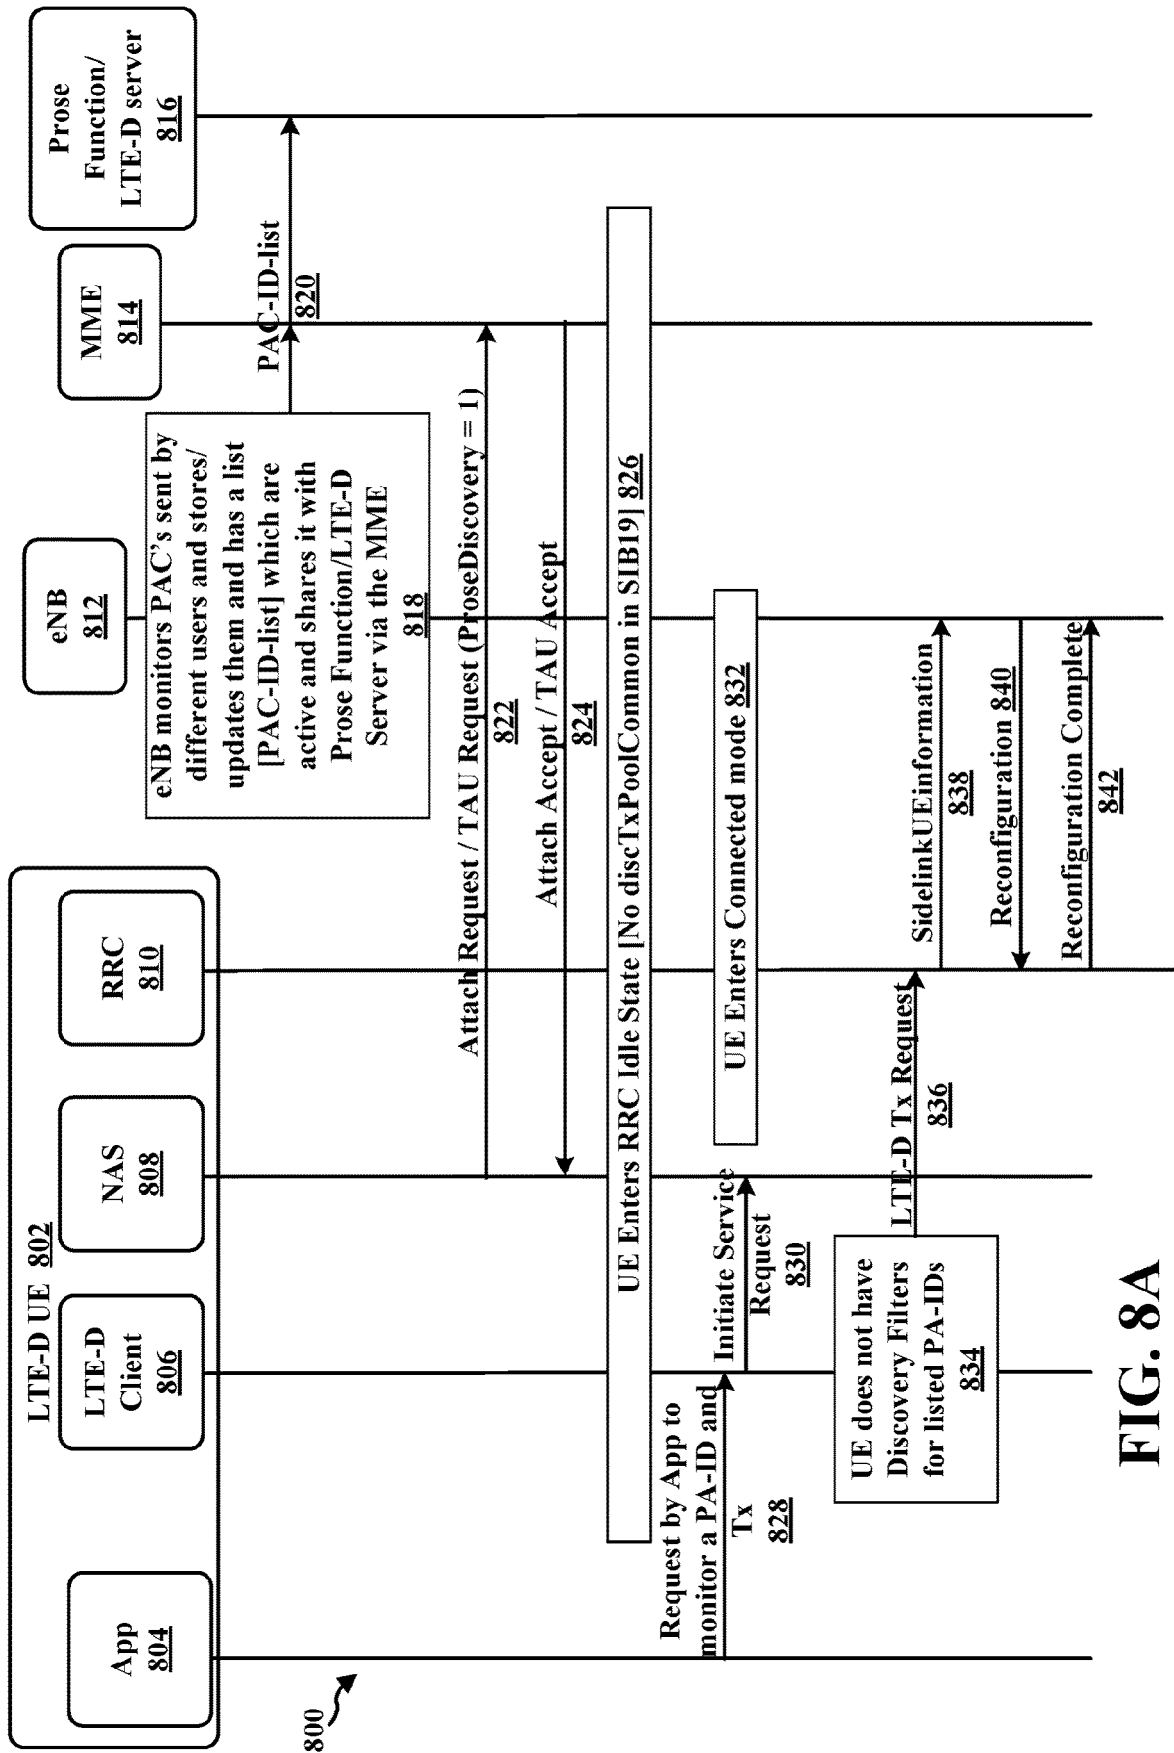 LTE-D UE 802
App
804
LTE-D
Client
806
NAS
808
RRC
810
eNB
812
MME
814
Prose
Function/
LTE-D server
816
800
eNB monitors PAC's sent by
different users and stores/
updates them and has a list
[PAC-ID-list] which are
active and shares it with
Prose Function/LTE-D
Server via the MME
818
PAC-ID-list
820
Attach Request / TAU Request (ProseDiscovery = 1)
822
Attach Accept / TAU Accept
824
UE Enters RRC Idle State [No discTxPoolCommon in SIB19] 826
Request by App to
monitor a PA-ID and
Tx
828
Initiate Service
Request
830
UE Enters Connected mode 832
UE does not have
Discovery Filters
for listed PA-IDs
834
LTE-D Tx Request
836
SidelinkUEinformation
838
Reconfiguration 840
Reconfiguration Complete
842
FIG. 8A